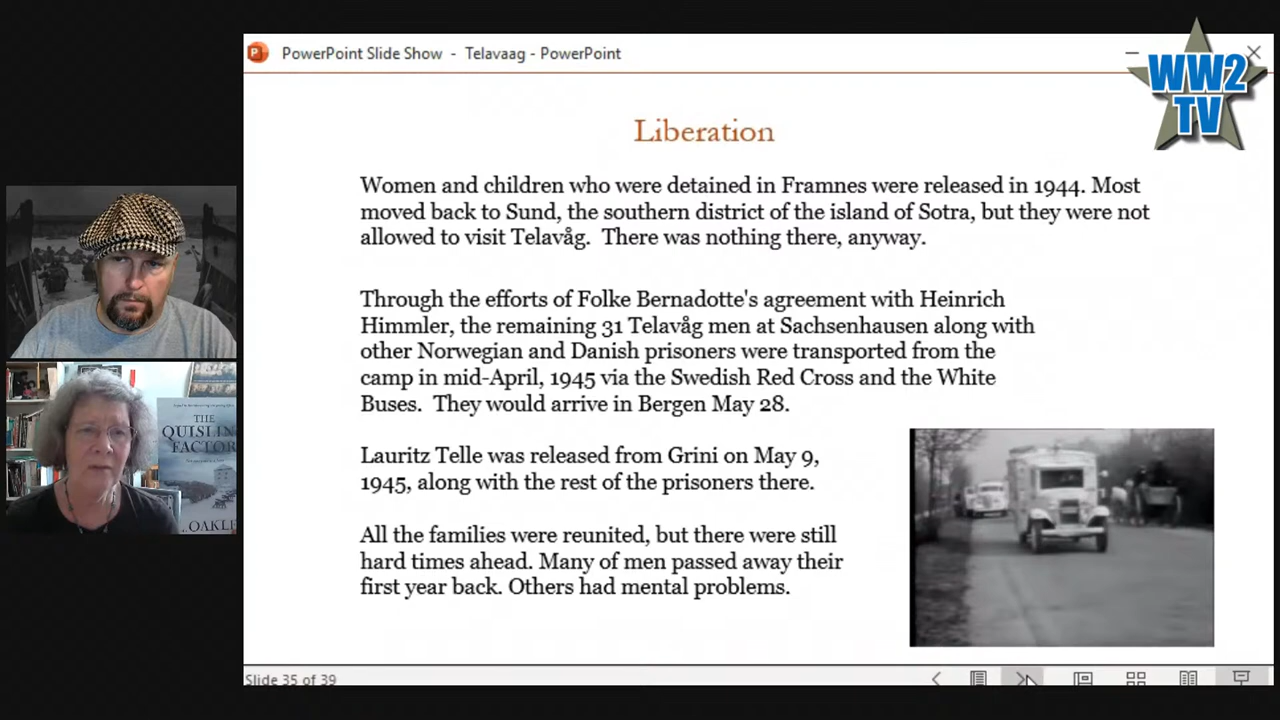 PowerPoint Slide Show - Telavaag - PowerPoint
WW2
TV
Liberation
Women and children who were detained in Framnes were released in 1944. Most
moved back to Sund, the southern district of the island of Sotra, but they were not
allowed to visit Telavåg. There was nothing there, anyway.
Through the efforts of Folke Bernadotte's agreement with Heinrich
Himmler, the remaining 31 Telavåg men at Sachsenhausen along with
other Norwegian and Danish prisoners were transported from the
camp in mid-April, 1945 via the Swedish Red Cross and the White
Buses. They would arrive in Bergen May 28.
Lauritz Telle was released from Grini on May 9,
1945, along with the rest of the prisoners there.
All the families were reunited, but there were still
hard times ahead. Many of men passed away their
first year back. Others had mental problems.
THE
QUISLIN
FACTOR
OAKL
Slide 35 of 39